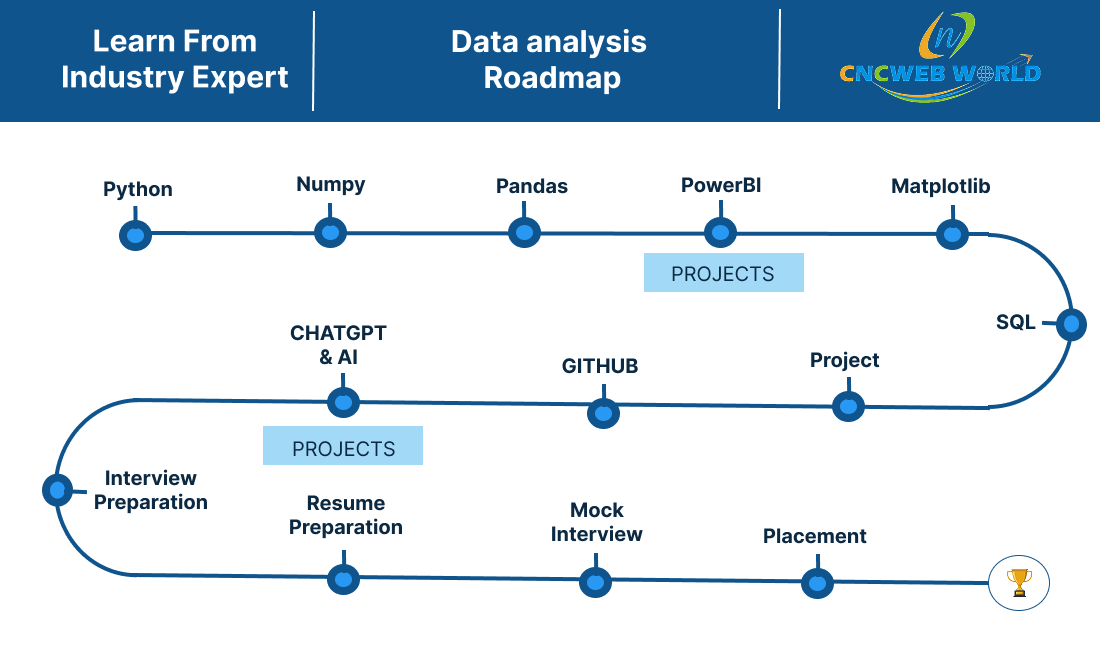 Learn From
Industry Expert
Data analysis
Roadmap
n
CNCWEB WORLD
Python
Numpy
Pandas
PowerBI
Matplotlib
PROJECTS
SQL
CHATGPT
& AI
GITHUB
Project
PROJECTS
Interview
Preparation
Resume
Preparation
Mock
Interview
Placement